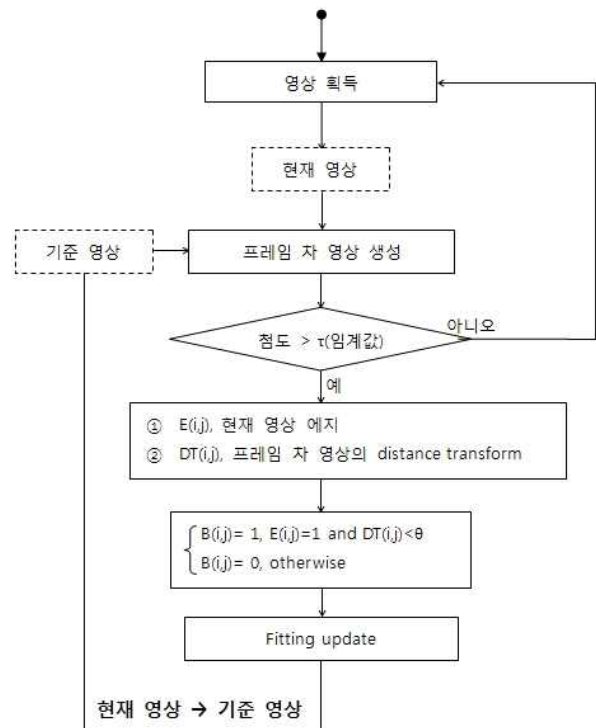 영상 획득
현재 영상
기준 영상
프레임 차 영상 생성
첨도 > τ(임계값)
아니오
예
① E(i,j), 현재 영상 에지
② DT(i,j), 프레임 차 영상의 distance transform
B(i,j)= 1, E(i,j)=1 and DT(i,j)<θ
B(i,j)= 0, otherwise
Fitting update
현재 영상 → 기준 영상